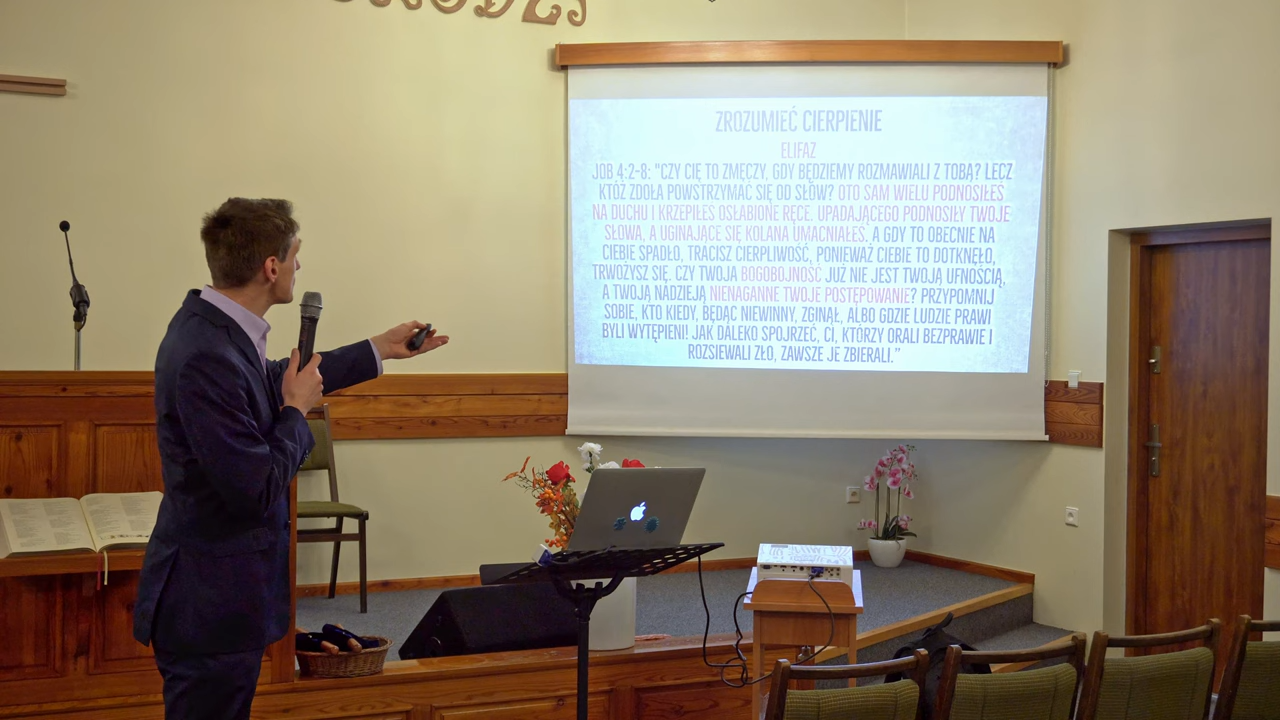 ZRODZI
ZROZUMIEĆ CIERPIENIE
ELIFAZ
JOB 4:2-8: "CZY CIĘ TO ZMĘCZY, GDY BĘDZIEMY ROZMAWIALI Z TOBĄ? LECZ
KTÓŻ ZDOŁA POWSTRZYMAĆ SIĘ OD SŁÓW? OTO SAM WIELU PODNOSIŁEŚ
NA DUCHU I KRZEPIŁEŚ OSŁABIONE RĘCE. UPADAJĄCEGO PODNOSIŁY TWOJE
SŁOWA, A UGINAJĄCE SIĘ KOLANA UMACNIAŁEŚ. A GDY TO OBECNIE NA
CIEBIE SPADŁO, TRACISZ CIERPLIWOŚĆ, PONIEWAŻ CIEBIE TO DOTKNĘŁO,
TRWOŻYSZ SIĘ. CZY TWOJA BOGOBOJNOŚĆ JUŻ NIE JEST TWOJĄ UFNOŚCIĄ,
A TWOJĄ NADZIEJĄ NIENAGANNE TWOJE POSTĘPOWANIE? PRZYPOMNIJ
SOBIE, KTO KIEDY, BĘDĄC NIEWINNY, ZGINĄŁ, ALBO GDZIE LUDZIE PRAWI
BYLI WYTĘPIENI! JAK DALEKO SPOJRZEĆ, CI, KTÓRZY ORALI BEZPRAWIE I
ROZSIEWALI ZŁO, ZAWSZE JE ZBIERALI."